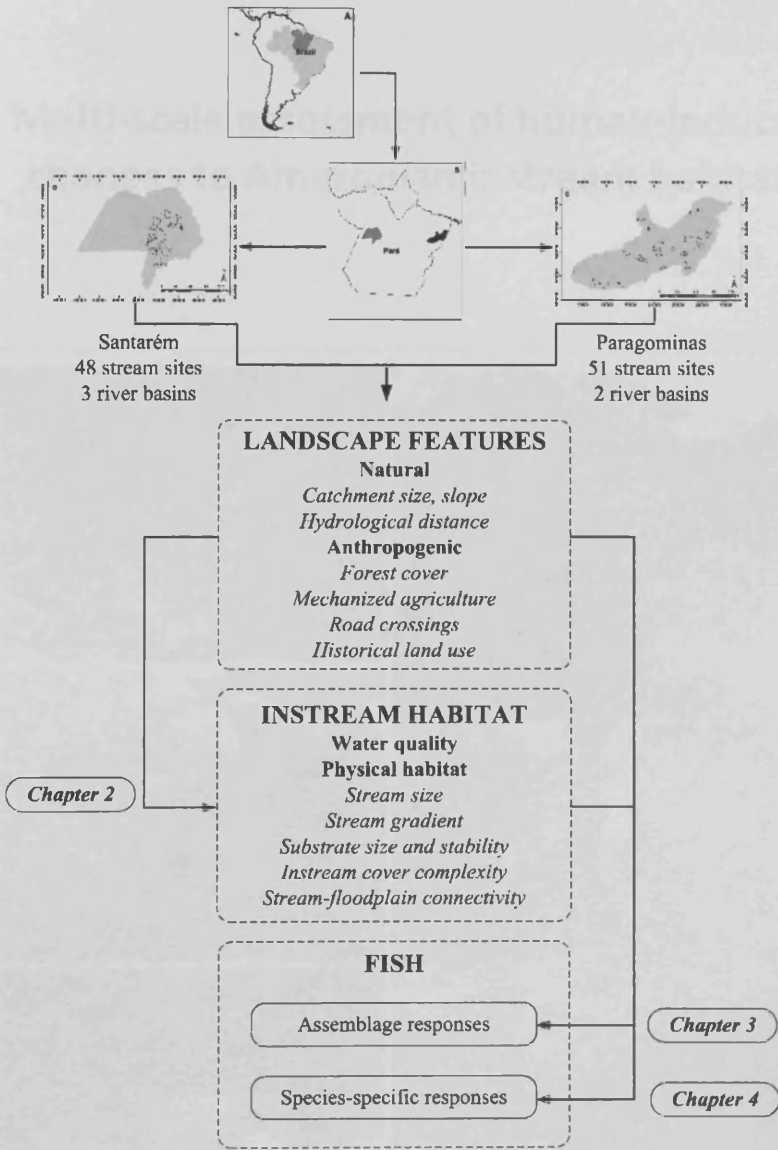 A
Brazil
B
Pará
C
Santarém
48 stream sites
3 river basins
Paragominas
51 stream sites
2 river basins
LANDSCAPE FEATURES
Natural
Catchment size, slope
Hydrological distance
Anthropogenic
Forest cover
Mechanized agriculture
Road crossings
Historical land use
INSTREAM HABITAT
Water quality
Physical habitat
Stream size
Stream gradient
Substrate size and stability
Instream cover complexity
Stream-floodplain connectivity
Chapter 2
FISH
Assemblage responses
Chapter 3
Species-specific responses
Chapter 4